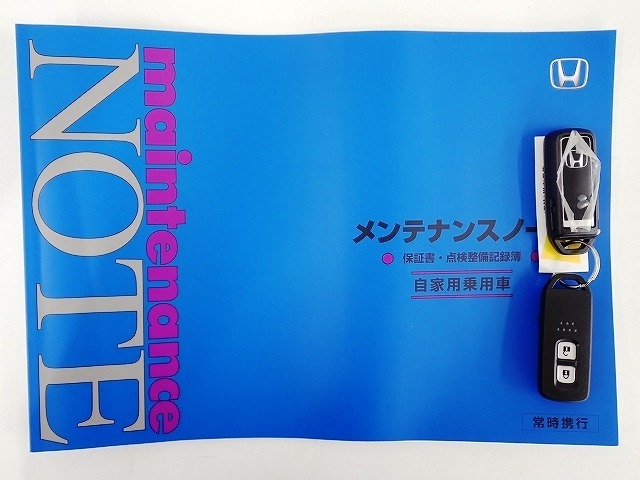 maintenance
NOTE
メンテナンスノー
保証書・点検整備記録簿
自家用乗用車
常時携行